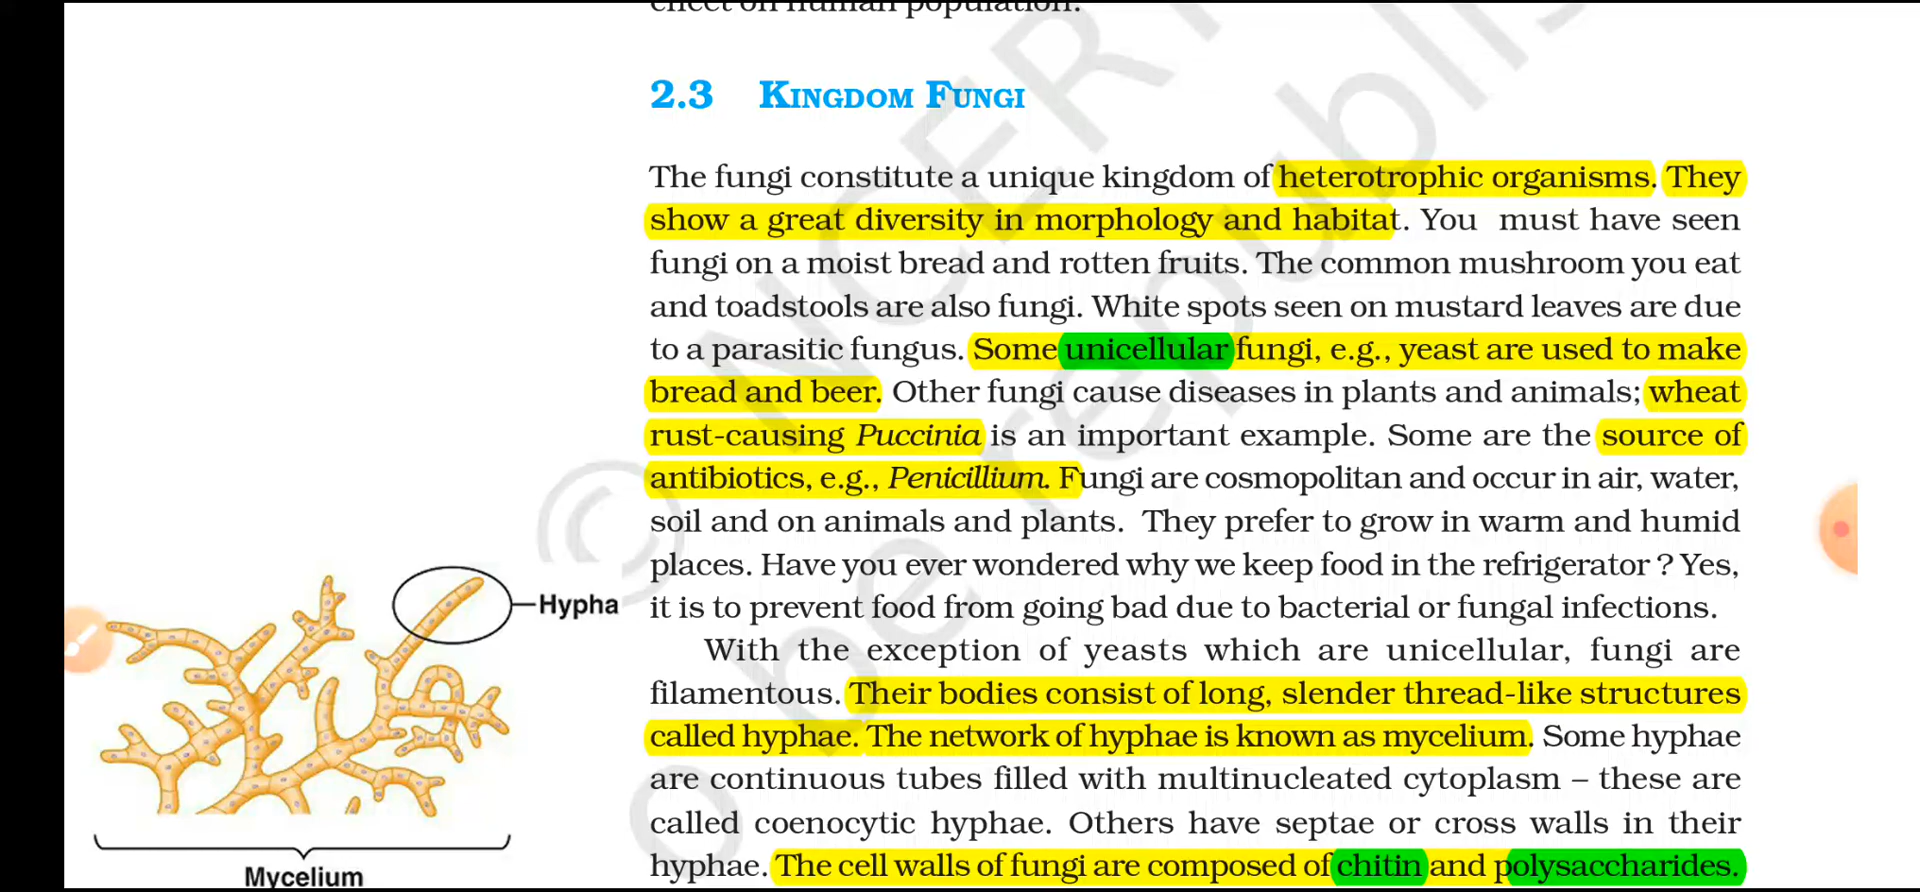 effect on human population.
2.3 KINGDOM FUNGI
The fungi constitute a unique kingdom of heterotrophic organisms. They
show a great diversity in morphology and habitat. You must have seen
fungi on a moist bread and rotten fruits. The common mushroom you eat
and toadstools are also fungi. White spots seen on mustard leaves are due
to a parasitic fungus. Some unicellular fungi, e.g., yeast are used to make
bread and beer. Other fungi cause diseases in plants and animals; wheat
rust-causing Puccinia is an important example. Some are the source of
antibiotics, e.g., Penicillium. Fungi are cosmopolitan and occur in air, water,
soil and on animals and plants. They prefer to grow in warm and humid
places. Have you ever wondered why we keep food in the refrigerator ? Yes,
it is to prevent food from going bad due to bacterial or fungal infections.
With the exception of yeasts which are unicellular, fungi are
filamentous. Their bodies consist of long, slender thread-like structures
called hyphae. The network of hyphae is known as mycelium. Some hyphae
are continuous tubes filled with multinucleated cytoplasm – these are
called coenocytic hyphae. Others have septae or cross walls in their
hyphae. The cell walls of fungi are composed of chitin and polysaccharides.
Hypha
Mycelium
© NCERT
o be republis